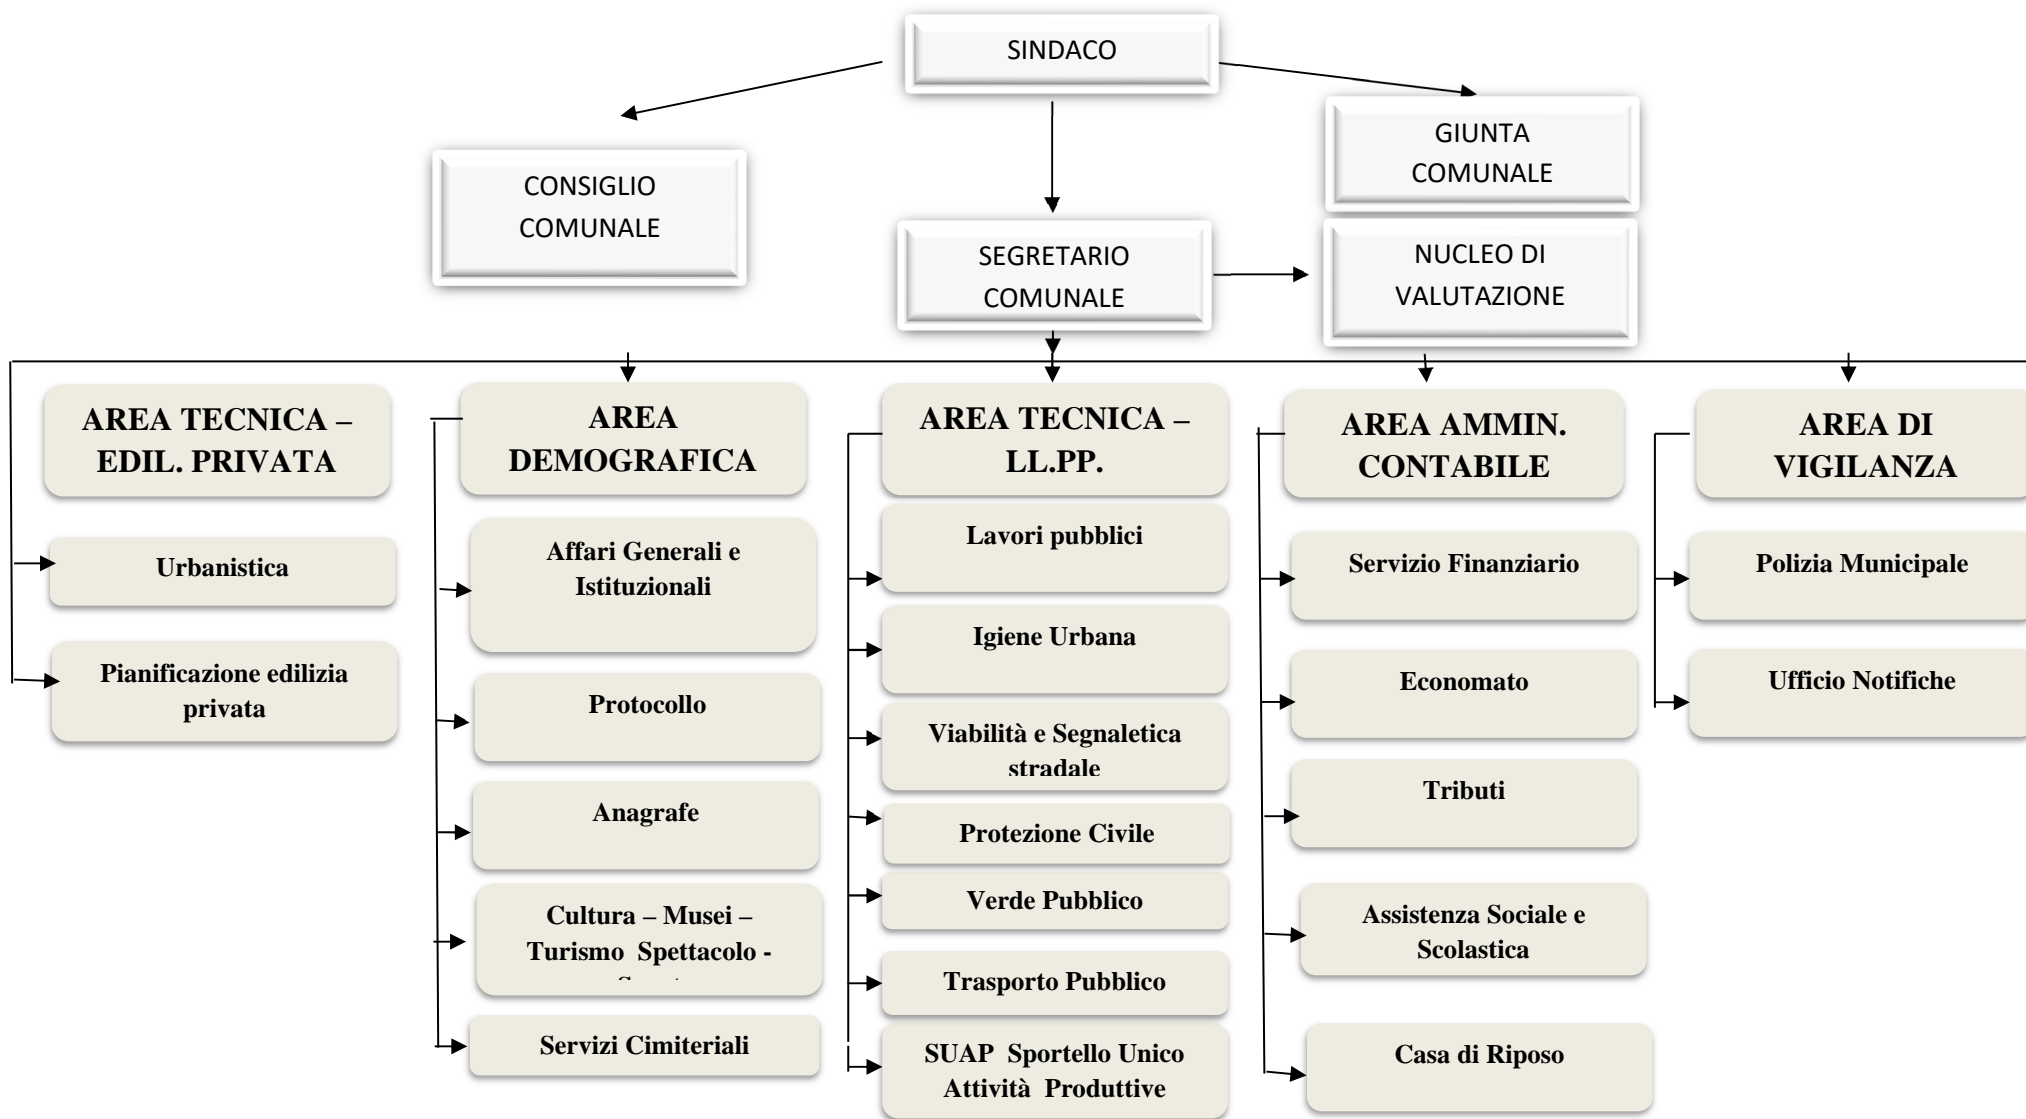 SINDACO
GIUNTA
COMUNALE
CONSIGLIO
COMUNALE
SEGRETARIO
COMUNALE
NUCLEO DI
VALUTAZIONE
AREA TECNICA –
EDIL. PRIVATA
Urbanistica
Pianificazione edilizia
privata
AREA
DEMOGRAFICA
Affari Generali e
Istituzionali
Protocollo
Anagrafe
Cultura – Musei –
Turismo  Spettacolo -
Servizi Cimiteriali
AREA TECNICA –
LL.PP.
Lavori pubblici
Igiene Urbana
Viabilità e Segnaletica
stradale
Protezione Civile
Verde Pubblico
Trasporto Pubblico
SUAP  Sportello Unico
Attività  Produttive
AREA AMMIN.
CONTABILE
Servizio Finanziario
Economato
Tributi
Assistenza Sociale e
Scolastica
Casa di Riposo
AREA DI
VIGILANZA
Polizia Municipale
Ufficio Notifiche